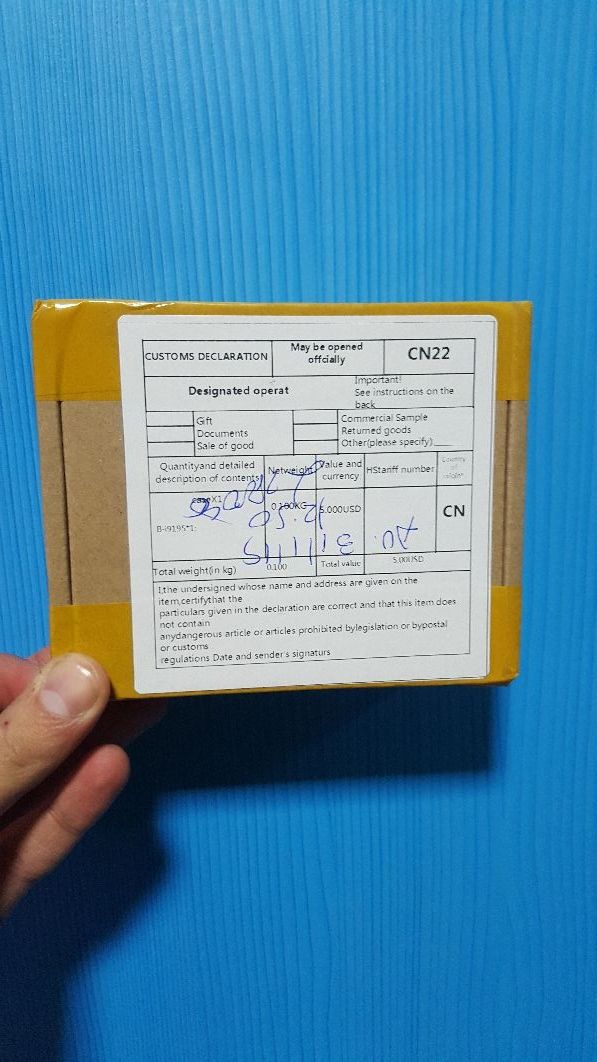 CUSTOMS DECLARATION
May be opened
offcially
CN22
Designated operat
Important!
See instructions on the
back
Gift
Documents
Sale of good
Commercial Sample
Returned goods
Other(please specify)____
Quantityand detailed
description of contents
Netweight
Value and
currency
HStanff number
Country
of
origin
case X1
B-i9195*1;
0.100KG
5.000USD
CN
Total weight(in kg)
0.100
Total value
5.00USD
I,the undersigned whose name and address are given on the
item,certifythat the
particulars given in the declaration are correct and that this item does
not contain
anydangerous article or articles prohibited bylegislation or bypostal
or customs
regulations Date and sender's signaturs